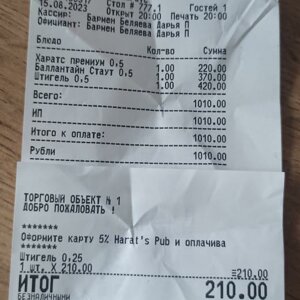 15.08.2023 Стол # 777.1 Гостей 1
Открыт 20:00 Печать 20:00
Кассир: Бармен Беляева Дарья П
Официант: Бармен Беляева Дарья П
Блюдо Кол-во Сумма
Харатс премиум 0,5 1.00 220.00
Баллантайн Стаут 0,5 1.00 370.00
Штигель 0,5 1.00 420.00
Всего: 1010.00
ИП 1010.00
Итого к оплате: 1010.00
Рубли 1010.00
ТОРГОВЫЙ ОБЪЕКТ № 1
ДОБРО ПОЖАЛОВАТЬ !
*******
Оформите карту 5% Harat's Pub и оплачива
*******
Штигель 0,25
1 шт. X 210.00 =210.00
ИТОГ 210.00
БЕЗНАЛИЧНЫМИ